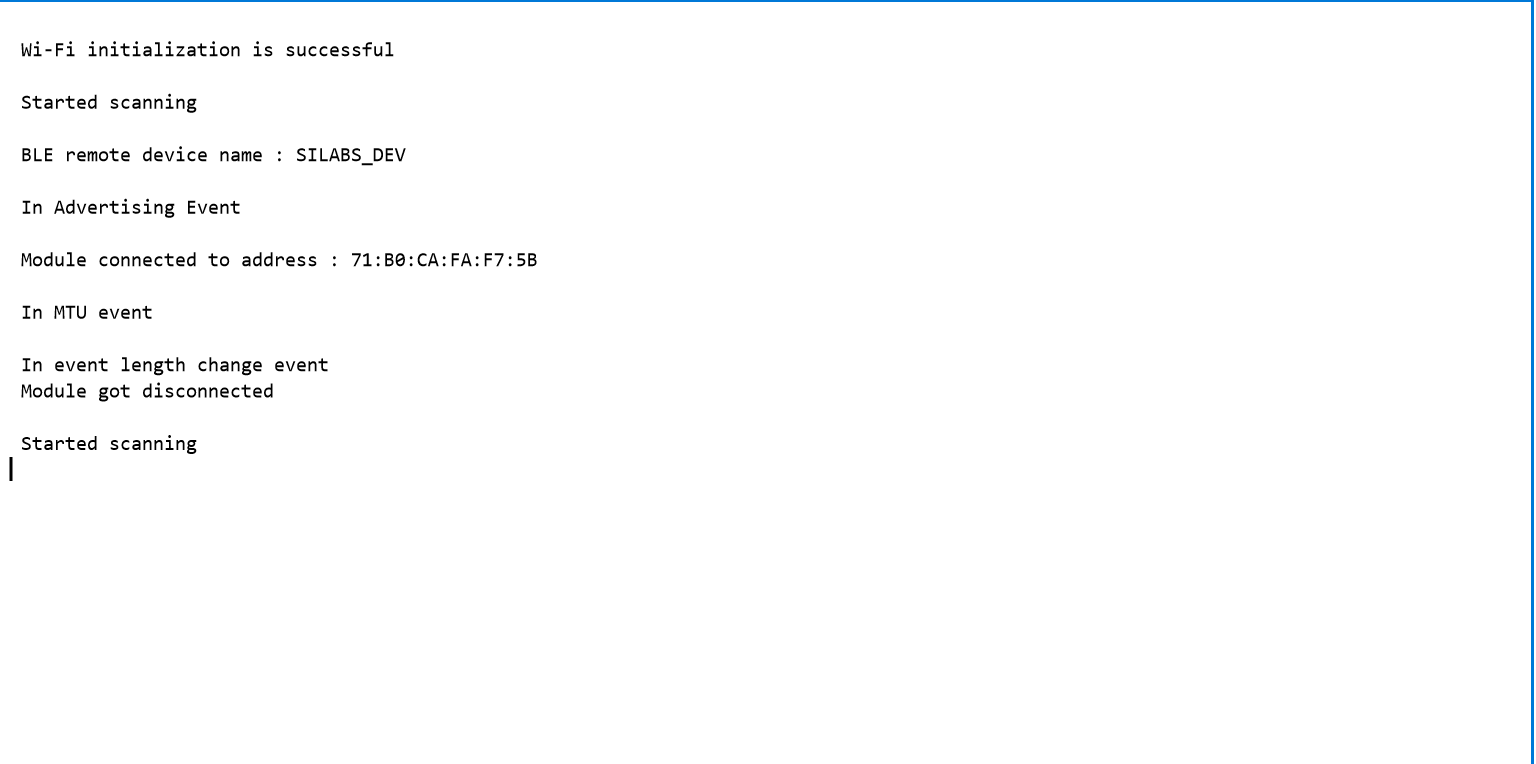 Wi-Fi initialization is successful
Started scanning
BLE remote device name : SILABS_DEV
In Advertising Event
Module connected to address : 71:B0:CA:FA:F7:5B
In MTU event
In event length change event
Module got disconnected
Started scanning